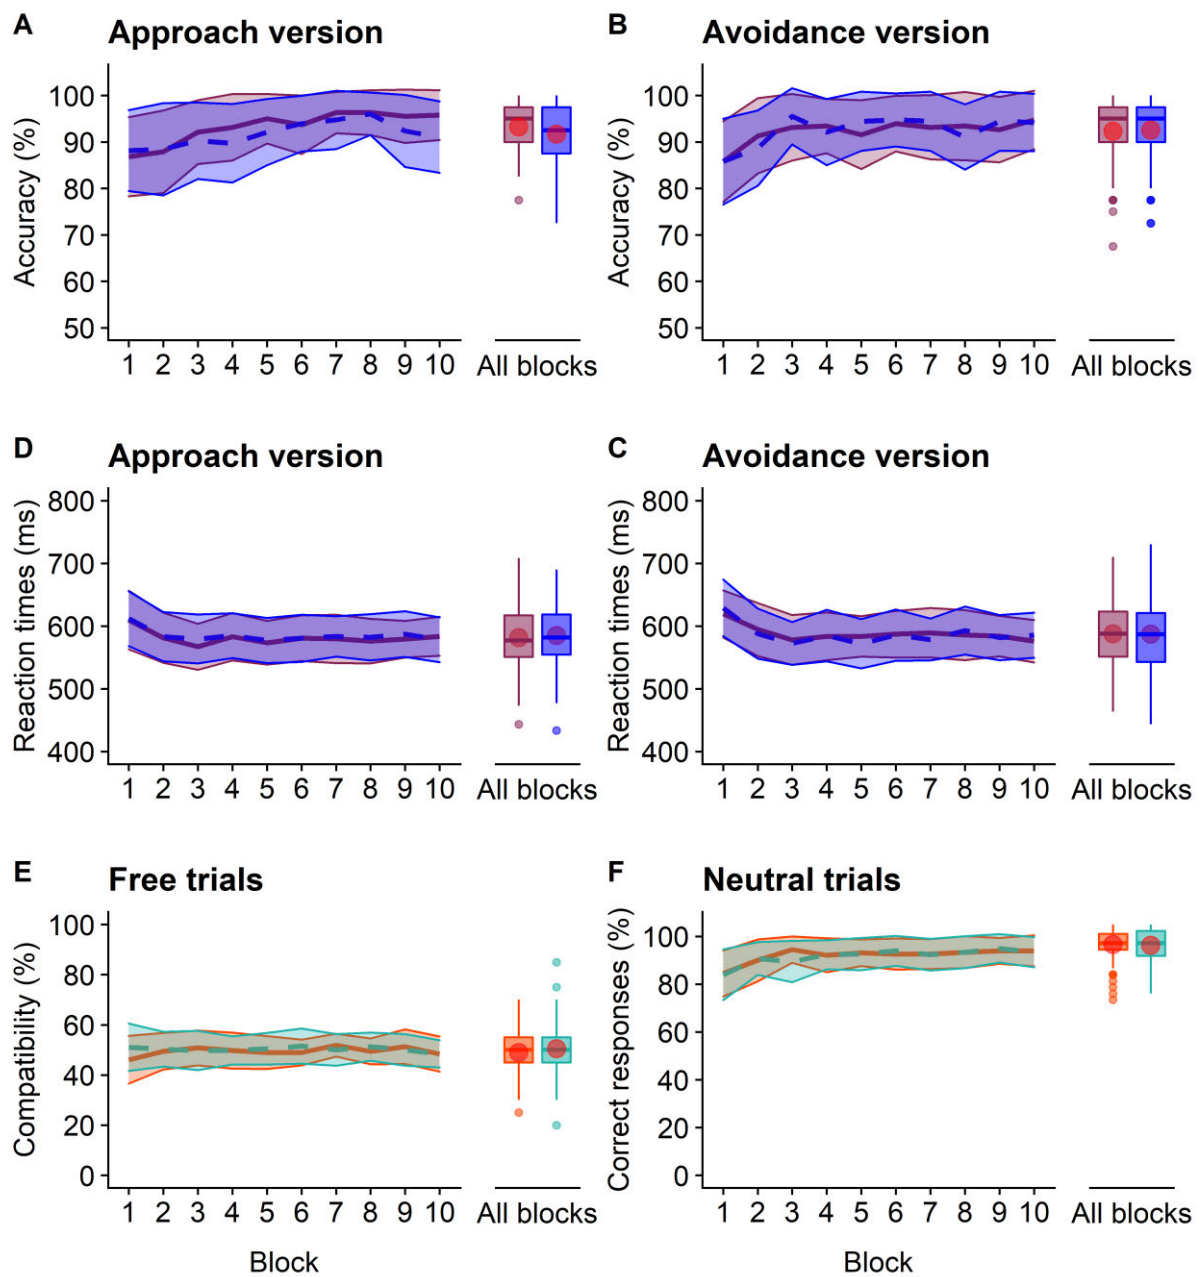 A Approach version
Accuracy (%)
100
90
80
70
60
50
1 2 3 4 5 6 7 8 9 10 All blocks
B Avoidance version
Accuracy (%)
100
90
80
70
60
50
1 2 3 4 5 6 7 8 9 10 All blocks
D Approach version
Reaction times (ms)
800
700
600
500
400
1 2 3 4 5 6 7 8 9 10 All blocks
C Avoidance version
Reaction times (ms)
800
700
600
500
400
1 2 3 4 5 6 7 8 9 10 All blocks
E Free trials
Compatibility (%)
100
80
60
40
20
0
1 2 3 4 5 6 7 8 9 10 All blocks
Block
F Neutral trials
Correct responses (%)
100
80
60
40
20
0
1 2 3 4 5 6 7 8 9 10 All blocks
Block